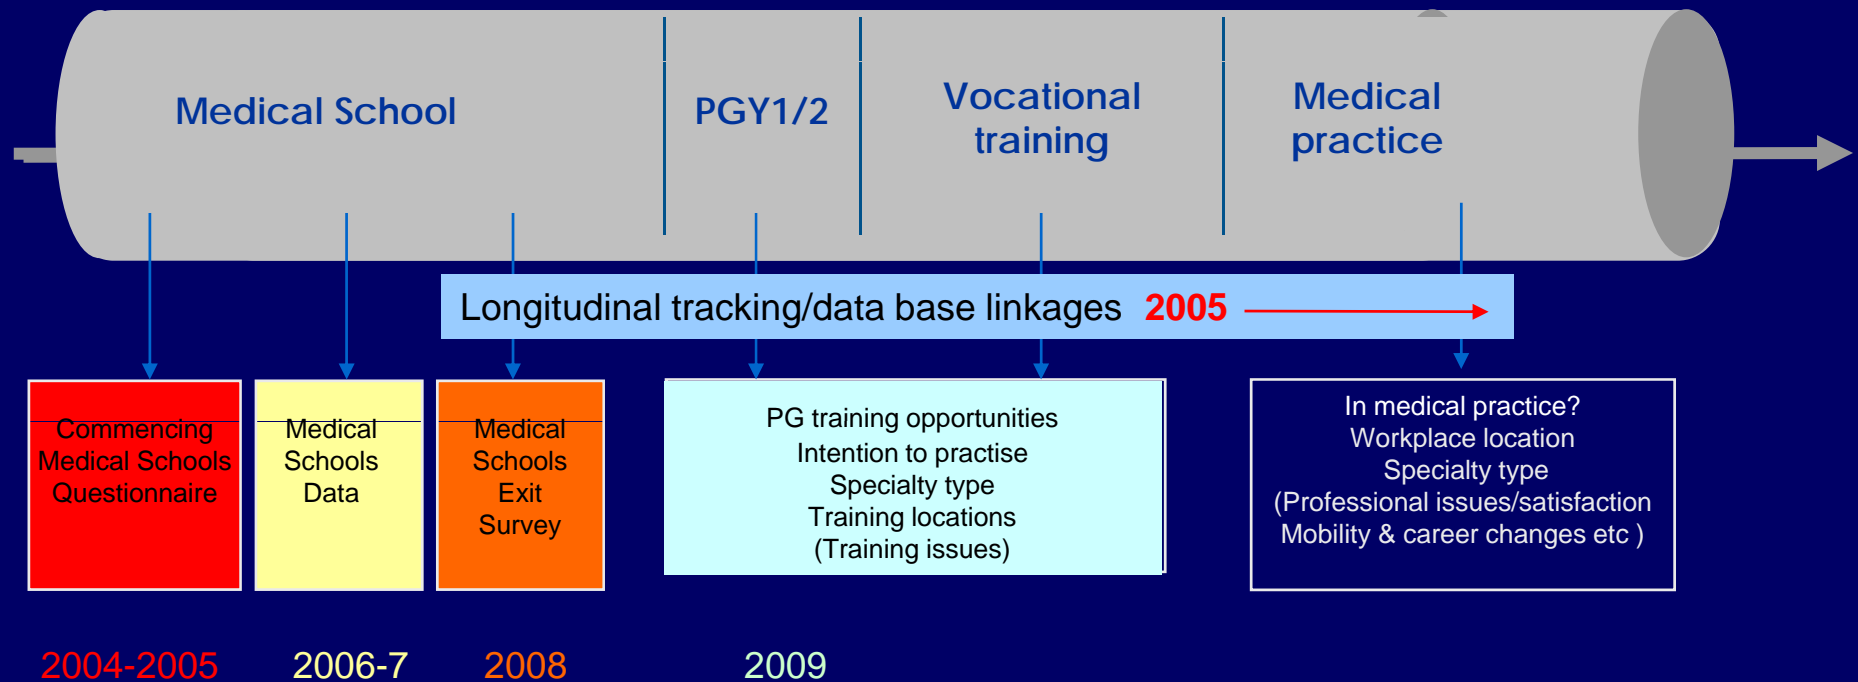 Medical School
PGY1/2
Vocational
training
Medical
practice
Longitudinal tracking/data base linkages 2005
Commencing
Medical Schools
Questionnaire
Medical
Schools
Data
Medical
Schools
Exit
Survey
PG training opportunities
Intention to practise
Specialty type
Training locations
(Training issues)
In medical practice?
Workplace location
Specialty type
(Professional issues/satisfaction
Mobility & career changes etc )
2004-2005
2006-7
2008
2009